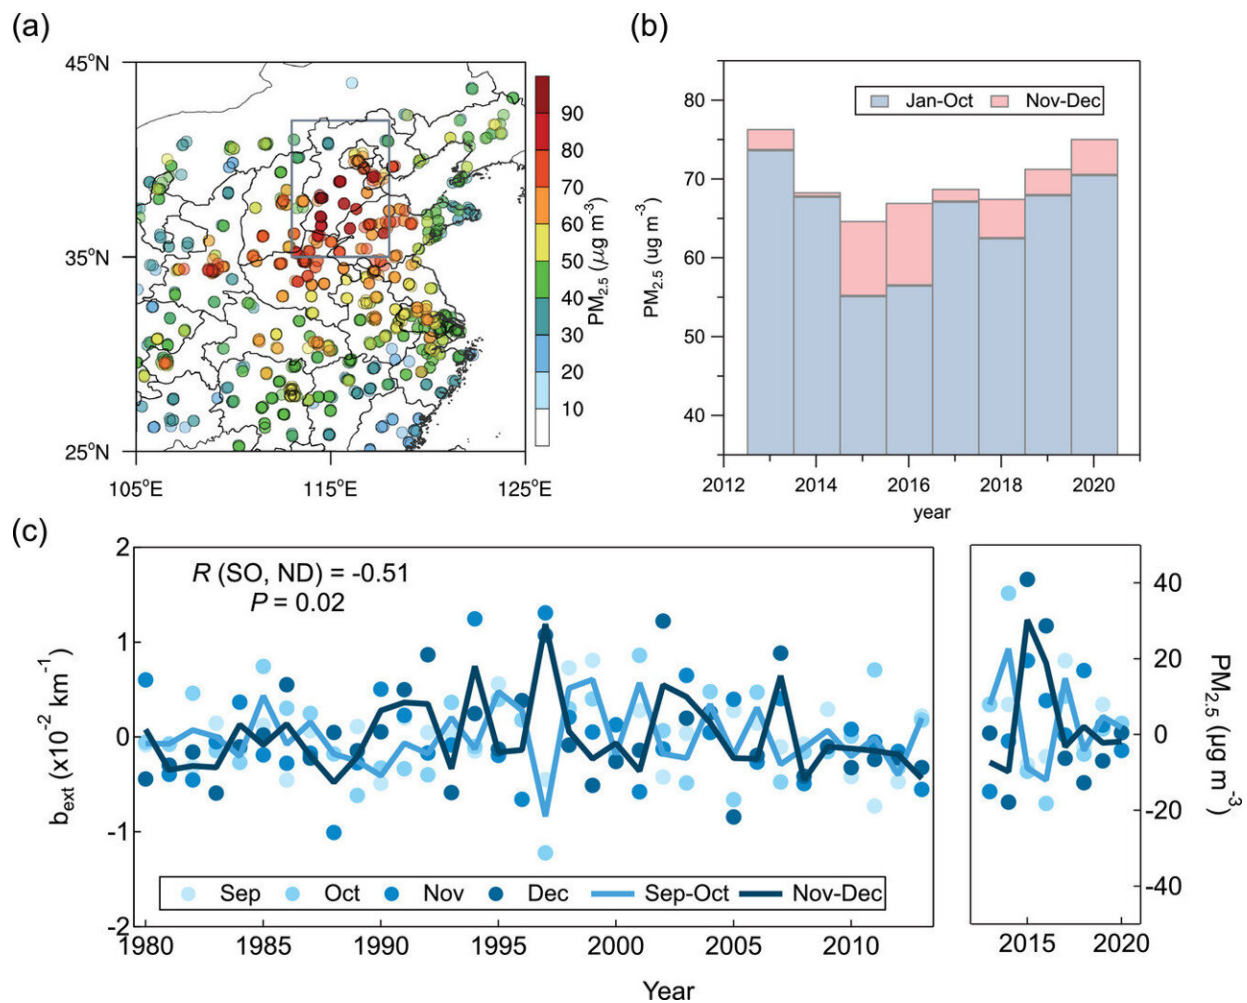 (a)
45°N
35°N
25°N
105°E
115°E
125°E
90
80
70
60
50
40
30
20
10
PM2.5 (μg m-3)
(b)
Jan-Oct
Nov-Dec
80
70
60
50
40
PM2.5 (ug m-3)
2012
2014
2016
2018
2020
year
(c)
R (SO, ND) = -0.51
P = 0.02
2
1
0
-1
-2
bext (x10-2 km-1)
Sep
Oct
Nov
Dec
Sep-Oct
Nov-Dec
1980
1985
1990
1995
2000
2005
2010
2015
2020
40
20
0
-20
-40
PM2.5 (μg m-3)
Year